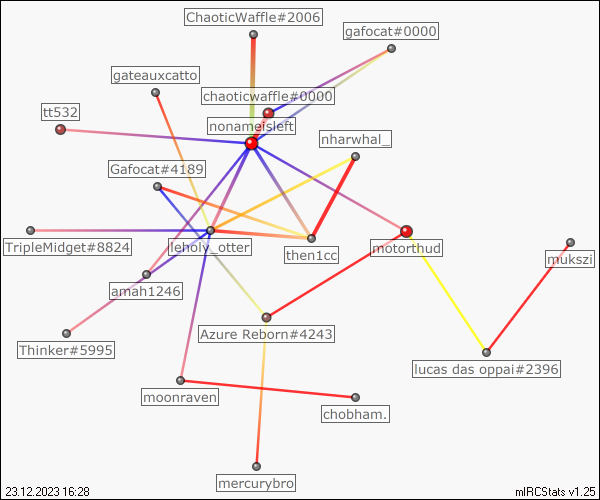 ChaoticWaffle#2006
gafocat#0000
gateauxcatto
chaoticwaffle#0000
tt532
nonameisleft
nharwhal_
Gafocat#4189
TripleMidget#8824
leholy_otter
then1cc
motorthud
mukszi
amah1246
Azure Reborn#4243
Thinker#5995
lucas das oppai#2396
moonraven
chobham.
mercurybro
23.12.2023 16:28
mIRCStats v1.25